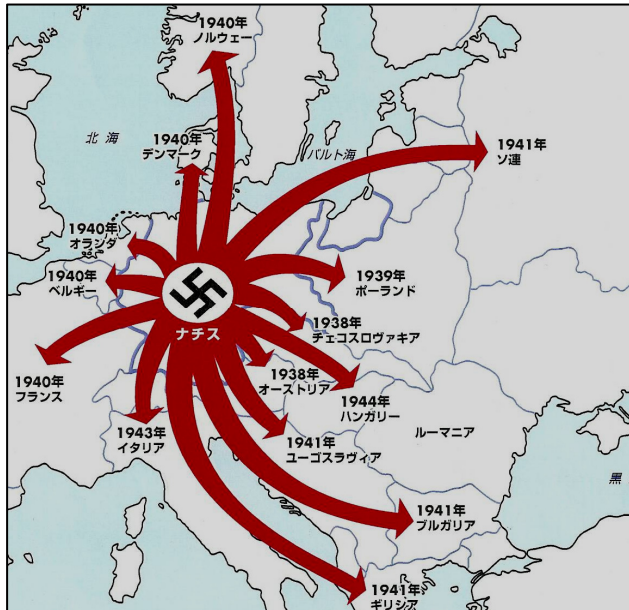 1940年
ノルウェー
北海
1940年
デンマーク
バルト海
1941年
ソ連
1940年
オランダ
1940年
ベルギー
1939年
ポーランド
ナチス
1938年
チェコスロヴァキア
1938年
オーストリア
1940年
フランス
1944年
ハンガリー
1943年
イタリア
1941年
ユーゴスラヴィア
ルーマニア
黒
1941年
ブルガリア
1941年
ギリシア